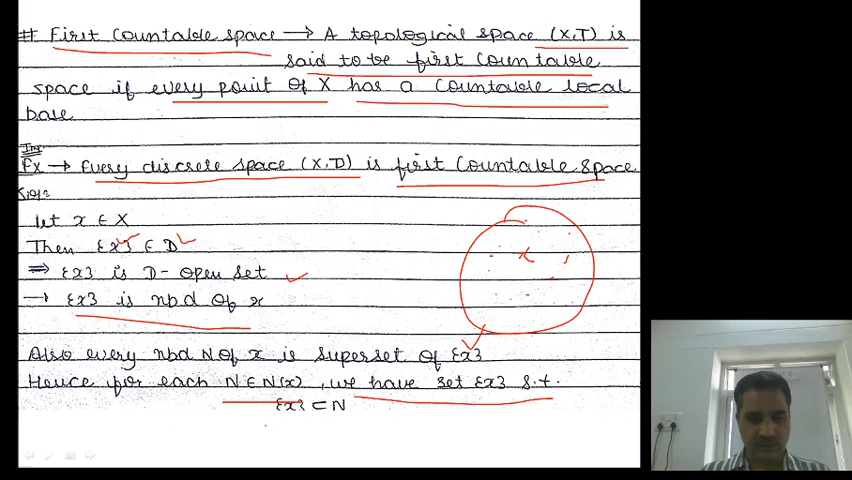 # First Countable space → A topological space (X,T) is
said to be first Countable
space if every point of X has a Countable local
base
Imp
Ex → Every discrete space (X,D) is first Countable space
Soln:
let x ∈ X
Then {x} ∈ D
⇒ {x} is D-open set
→ {x} is nbd of x
Also every nbd N of x is superset of {x}
Hence for each N ∈ N(x), we have set {x} s.t.
{x} ⊂ N
x